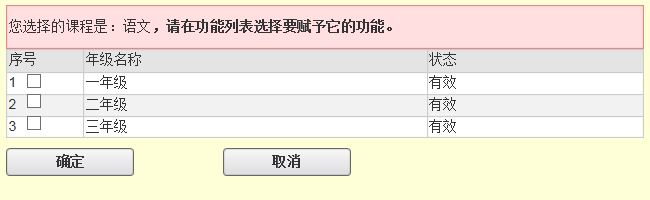 您选择的课程是：语文，请在功能列表选择要赋予它的功能。
序号 年级名称 状态
1 一年级 有效
2 二年级 有效
3 三年级 有效
确定 取消